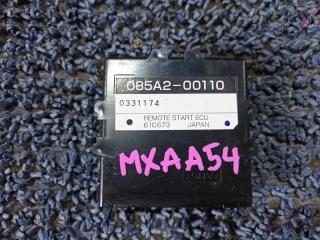 085A2-00110
0331174
REMOTE START ECU
61C673 JAPAN
MXAA54